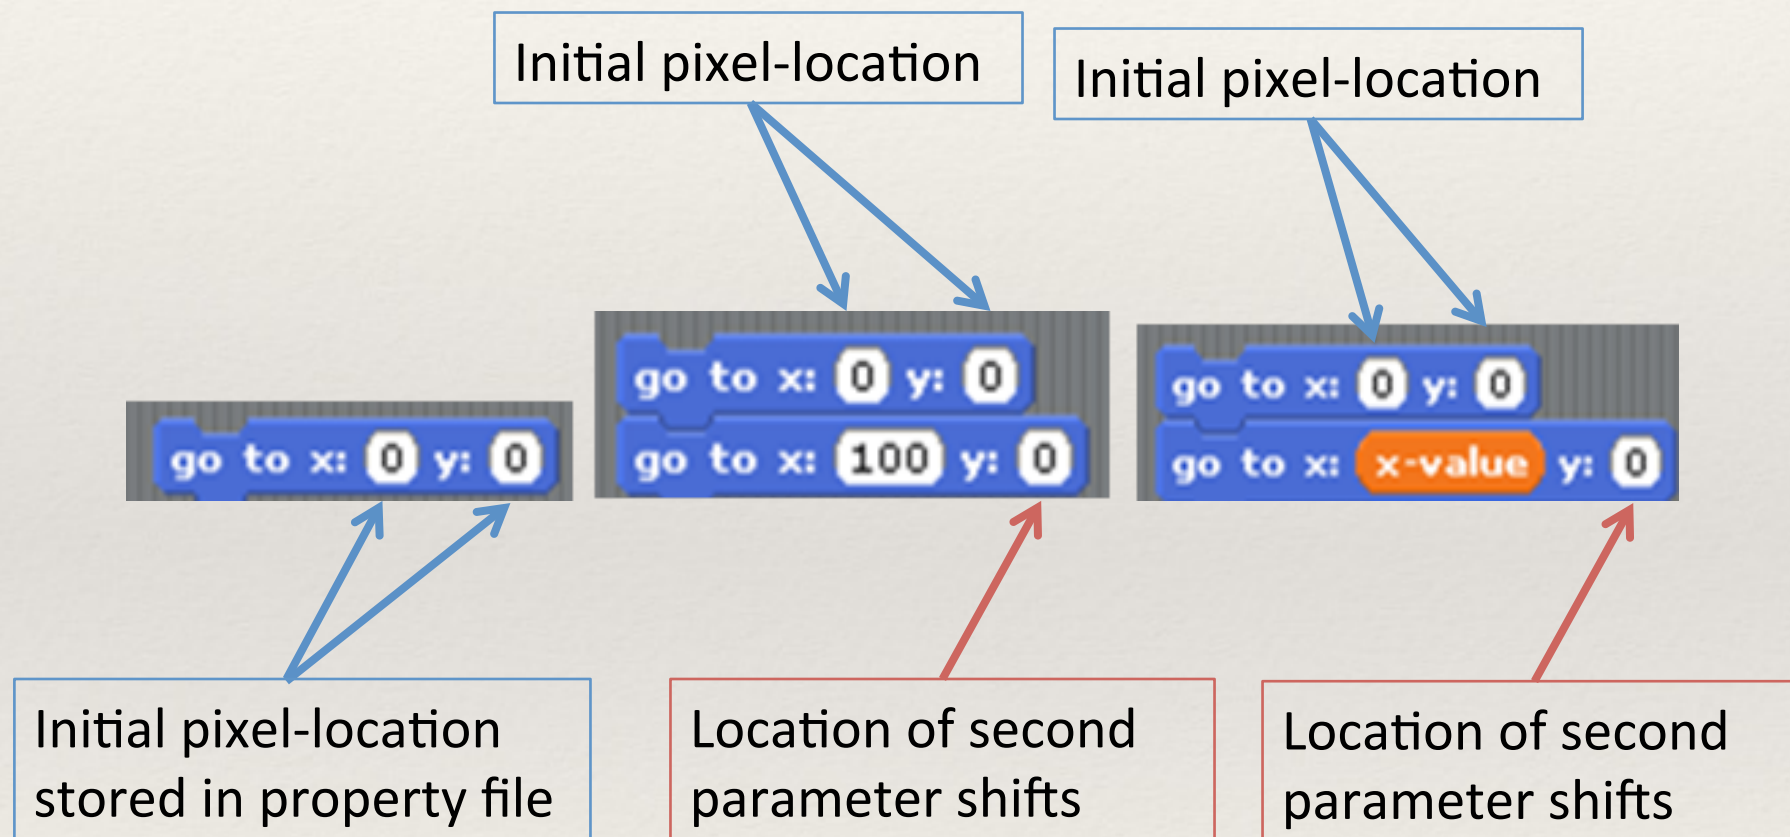 Initial pixel-location
Initial pixel-location
go to x: 0 y: 0
go to x: 0 y: 0
go to x: 100 y: 0
go to x: 0 y: 0
go to x: x-value y: 0
Initial pixel-location
stored in property file
Location of second
parameter shifts
Location of second
parameter shifts